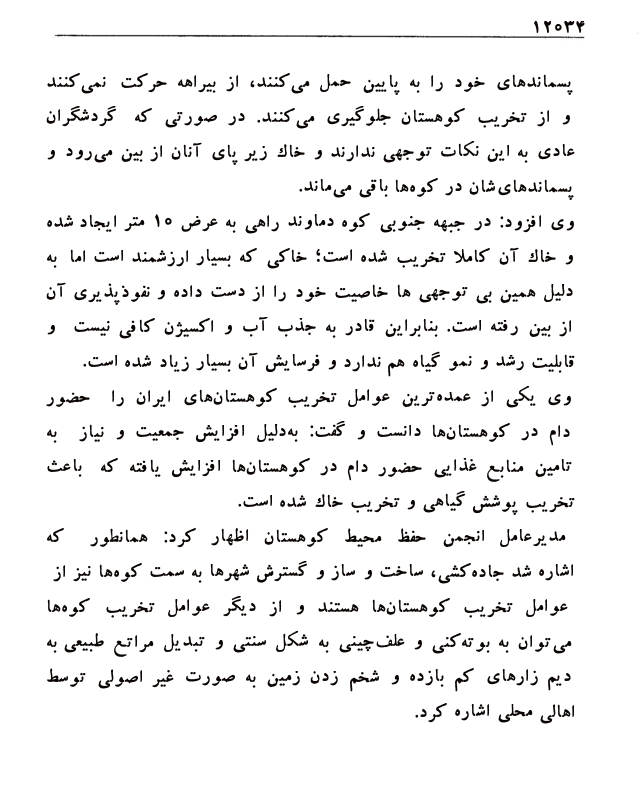 ۱۲۰۳۴
پسماندهای خود را به پایین حمل می‌کنند، از بیراهه حرکت نمی‌کنند
و از تخریب کوهستان جلوگیری می‌کنند. در صورتی که گردشگران
عادی به این نکات توجهی ندارند و خاک زیر پای آنان از بین می‌رود و
پسماندهای‌شان در کوه‌ها باقی می‌ماند.
وی افزود: در جبهه جنوبی کوه دماوند راهی به عرض ۱۵ متر ایجاد شده
و خاک آن کاملا تخریب شده است؛ خاکی که بسیار ارزشمند است اما به
دلیل همین بی توجهی ها خاصیت خود را از دست داده و نفوذپذیری آن
از بین رفته است. بنابراین قادر به جذب آب و اکسیژن کافی نیست و
قابلیت رشد و نمو گیاه هم ندارد و فرسایش آن بسیار زیاد شده است.
وی یکی از عمده‌ترین عوامل تخریب کوهستان‌های ایران را حضور
دام در کوهستان‌ها دانست و گفت: به‌دلیل افزایش جمعیت و نیاز به
تامین منابع غذایی حضور دام در کوهستان‌ها افزایش یافته که باعث
تخریب پوشش گیاهی و تخریب خاک شده است.
مدیرعامل انجمن حفظ محیط کوهستان اظهار کرد: همانطور که
اشاره شد جاده‌کشی، ساخت و ساز و گسترش شهرها به سمت کوه‌ها نیز از
عوامل تخریب کوهستان‌ها هستند و از دیگر عوامل تخریب کوه‌ها
می‌توان به بوته‌کنی و علف‌چینی به شکل سنتی و تبدیل مراتع طبیعی به
دیم زارهای کم بازده و شخم زدن زمین به صورت غیر اصولی توسط
اهالی محلی اشاره کرد.